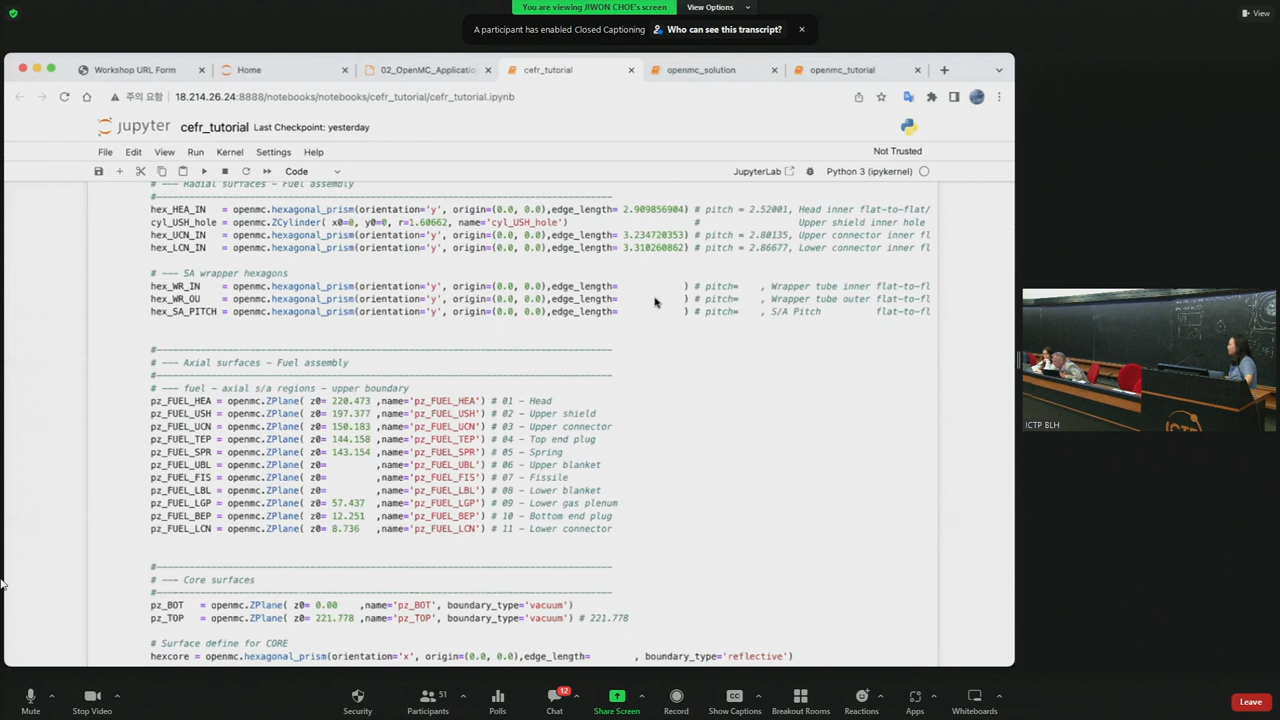 You are viewing JIWON CHOE's screen
View Options
View
A participant has enabled Closed Captioning
Who can see this transcript?
Workshop URL Form
Home
02_OpenMC_Applicatio
cefr_tutorial
openmc_solution
openmc_tutorial
주의 요함
18.214.26.24:8888/notebooks/notebooks/cefr_tutorial/cefr_tutorial.ipynb
jupyter
cefr_tutorial
Last Checkpoint: yesterday
File
Edit
View
Run
Kernel
Settings
Help
Not Trusted
Code
JupyterLab
Python 3 (ipykernel)
# --- Radial surfaces - Fuel assembly
#------------------------------------------------------------------------------
hex_HEA_IN   = openmc.hexagonal_prism(orientation='y', origin=(0.0, 0.0),edge_length= 2.909856904) # pitch = 2.52001, Head inner flat-to-flat/
cyl_USH_hole = openmc.ZCylinder( x0=0, y0=0, r=1.60662, name='cyl_USH_hole')                       #                  Upper shield inner hole
hex_UCN_IN   = openmc.hexagonal_prism(orientation='y', origin=(0.0, 0.0),edge_length= 3.234720353) # pitch = 2.80135, Upper connector inner fl
hex_LCN_IN   = openmc.hexagonal_prism(orientation='y', origin=(0.0, 0.0),edge_length= 3.310260862) # pitch = 2.86677, Lower connector inner fl
# --- SA wrapper hexagons
hex_WR_IN    = openmc.hexagonal_prism(orientation='y', origin=(0.0, 0.0),edge_length=            ) # pitch=    , Wrapper tube inner flat-to-fl
hex_WR_OU    = openmc.hexagonal_prism(orientation='y', origin=(0.0, 0.0),edge_length=            ) # pitch=    , Wrapper tube outer flat-to-fl
hex_SA_PITCH = openmc.hexagonal_prism(orientation='y', origin=(0.0, 0.0),edge_length=            ) # pitch=    , S/A Pitch          flat-to-fl
#------------------------------------------------------------------------------
# --- Axial surfaces - Fuel assembly
#------------------------------------------------------------------------------
# --- fuel - axial s/a regions - upper boundary
pz_FUEL_HEA = openmc.ZPlane( z0= 220.473 ,name='pz_FUEL_HEA') # 01 - Head
pz_FUEL_USH = openmc.ZPlane( z0= 197.377 ,name='pz_FUEL_USH') # 02 - Upper shield
pz_FUEL_UCN = openmc.ZPlane( z0= 150.183 ,name='pz_FUEL_UCN') # 03 - Upper connector
pz_FUEL_TEP = openmc.ZPlane( z0= 144.158 ,name='pz_FUEL_TEP') # 04 - Top end plug
pz_FUEL_SPR = openmc.ZPlane( z0= 143.154 ,name='pz_FUEL_SPR') # 05 - Spring
pz_FUEL_UBL = openmc.ZPlane( z0=         ,name='pz_FUEL_UBL') # 06 - Upper blanket
pz_FUEL_FIS = openmc.ZPlane( z0=         ,name='pz_FUEL_FIS') # 07 - Fissile
pz_FUEL_LBL = openmc.ZPlane( z0=         ,name='pz_FUEL_LBL') # 08 - Lower blanket
pz_FUEL_LGP = openmc.ZPlane( z0= 57.437  ,name='pz_FUEL_LGP') # 09 - Lower gas plenum
pz_FUEL_BEP = openmc.ZPlane( z0= 12.251  ,name='pz_FUEL_BEP') # 10 - Bottom end plug
pz_FUEL_LCN = openmc.ZPlane( z0= 8.736   ,name='pz_FUEL_LCN') # 11 - Lower connector
#------------------------------------------------------------------------------
# --- Core surfaces
#------------------------------------------------------------------------------
pz_BOT   = openmc.ZPlane( z0= 0.00    ,name='pz_BOT', boundary_type='vacuum')
pz_TOP   = openmc.ZPlane( z0= 221.778 ,name='pz_TOP', boundary_type='vacuum') # 221.778
# Surface define for CORE
hexcore = openmc.hexagonal_prism(orientation='x', origin=(0.0, 0.0),edge_length=        , boundary_type='reflective')
ICTP BLH
Mute
Stop Video
Security
51
Participants
Polls
12
Chat
Share Screen
Record
Show Captions
Breakout Rooms
Reactions
Apps
Whiteboards
Leave